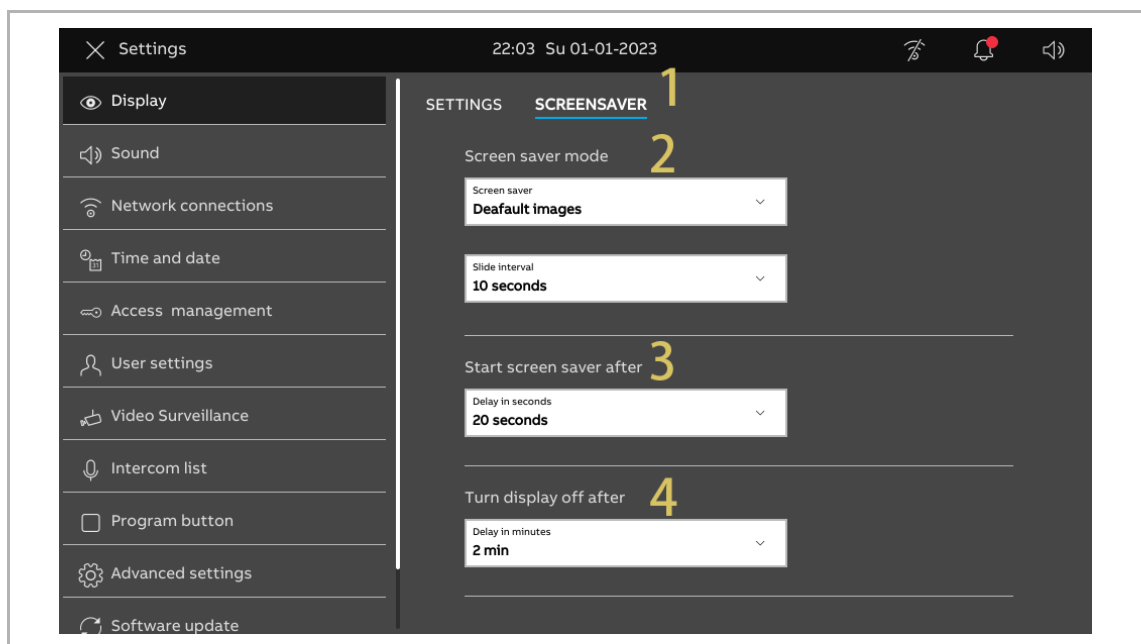 Settings
22:03 Su 01-01-2023
Display
Sound
Network connections
31
Time and date
Access management
User settings
Video Surveillance
Intercom list
Program button
Advanced settings
Software update
SETTINGS SCREENSAVER 1
Screen saver mode 2
Screen saver
Deafault images
Slide interval
10 seconds
Start screen saver after 3
Delay in seconds
20 seconds
Turn display off after 4
Delay in minutes
2 min